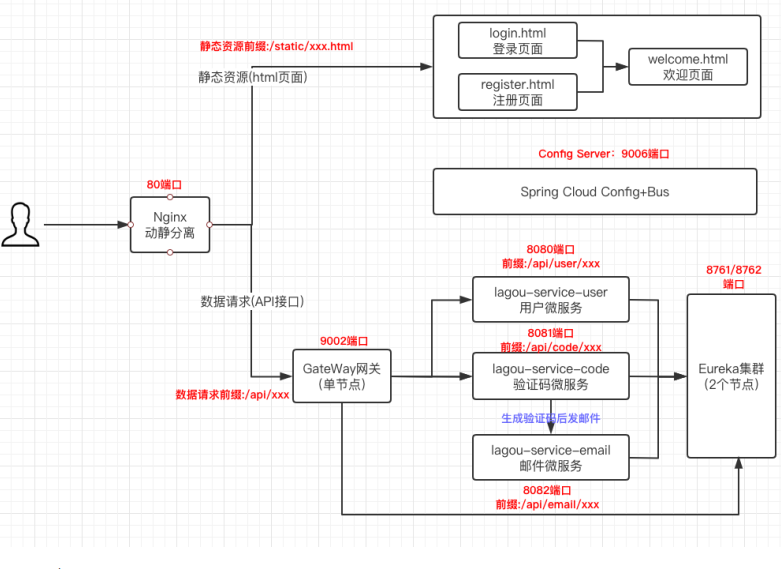 静态资源前缀:/static/xxx.html
静态资源(html页面)
login.html
登录页面
register.html
注册页面
welcome.html
欢迎页面
Config Server：9006端口
Spring Cloud Config+Bus
80端口
Nginx
动静分离
数据请求(API接口)
数据请求前缀:/api/xxx
9002端口
GateWay网关
（单节点）
8080端口
前缀:/api/user/xxx
lagou-service-user
用户微服务
8081端口
前缀:/api/code/xxx
lagou-service-code
验证码微服务
生成验证码后发邮件
lagou-service-email
邮件微服务
8082端口
前缀:/api/email/xxx
8761/8762
端口
Eureka集群
（2个节点）